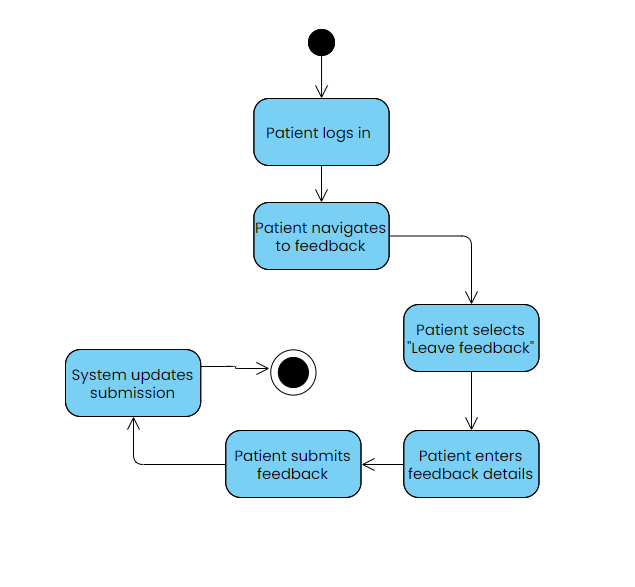 Patient logs in
Patient navigates
to feedback
Patient selects
"Leave feedback"
Patient enters
feedback details
Patient submits
feedback
System updates
submission